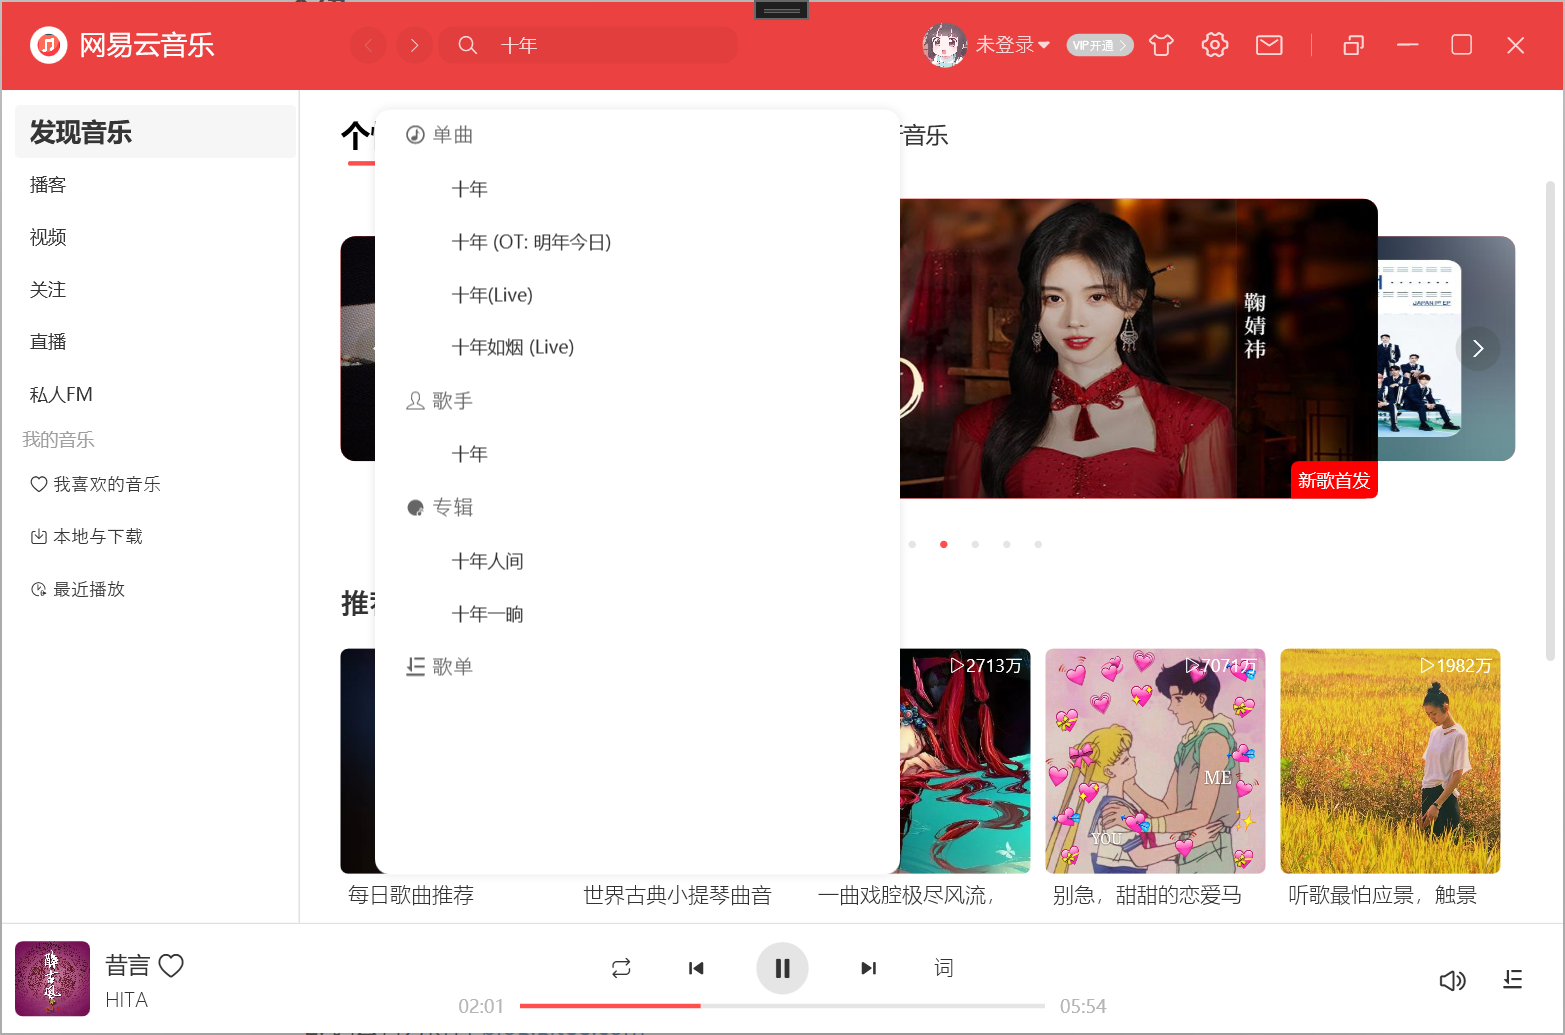 网易云音乐
十年
未登录
VIP开通
发现音乐
播客
视频
关注
直播
私人FM
我的音乐
我喜欢的音乐
本地与下载
最近播放
个
音乐
单曲
十年
十年 (OT: 明年今日)
十年(Live)
十年如烟 (Live)
歌手
十年
专辑
十年人间
十年一晌
歌单
鞠婧祎
新歌首发
JAPAN 1st EP
推
2713万
7071万
1982万
ME
YOU
每日歌曲推荐
世界古典小提琴曲音
一曲戏腔极尽风流，
别急，甜甜的恋爱马
听歌最怕应景，触景
醉古风
昔言
HITA
词
02:01
05:54